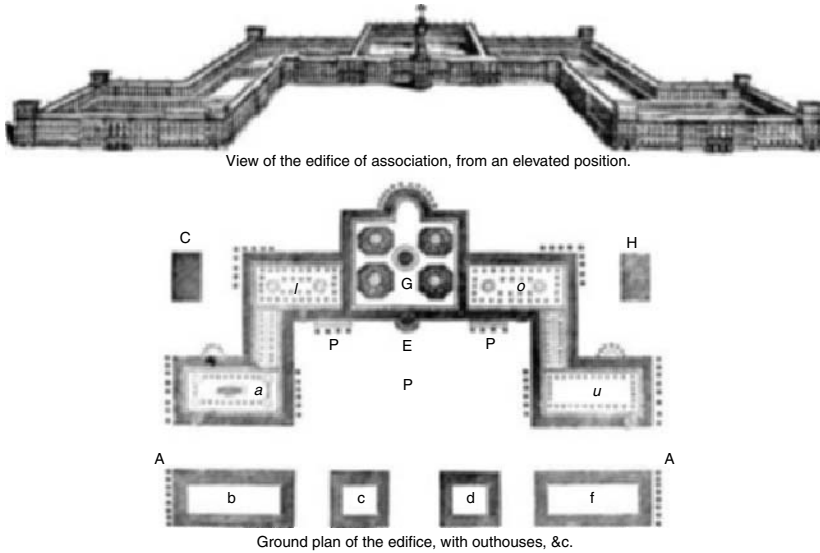 View of the edifice of association, from an elevated position.
C H
l G o
P E P
P
a u
A A
b c d f
Ground plan of the edifice, with outhouses, &c.